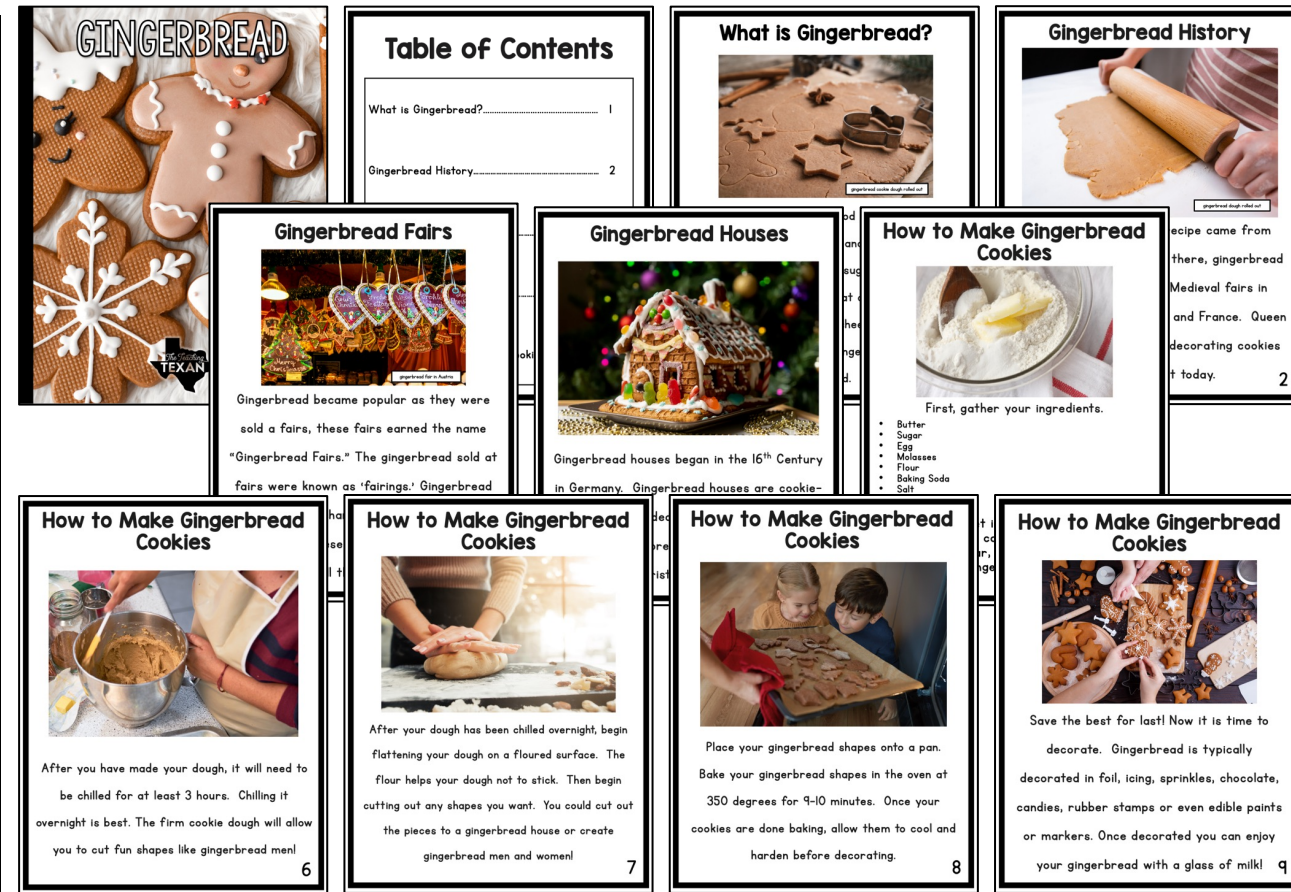 GINGERBREAD
The Teaching
TEXAN
Table of Contents
What is Gingerbread? 1
Gingerbread History 2
What is Gingerbread?
gingerbread cookie dough rolled out
Gingerbread History
gingerbread dough rolled out
ecipe came from
there, gingerbread
Medieval fairs in
and France. Queen
decorating cookies
t today.
2
Gingerbread Fairs
gingerbread fair in Austria
Gingerbread became popular as they were
sold a fairs, these fairs earned the name
"Gingerbread Fairs." The gingerbread sold at
fairs were known as 'fairings.' Gingerbread
Gingerbread Houses
Gingerbread houses began in the 16th Century
in Germany. Gingerbread houses are cookie-
How to Make Gingerbread
Cookies
First, gather your ingredients.
• Butter
• Sugar
• Egg
• Molasses
• Flour
• Baking Soda
• Salt
How to Make Gingerbread
Cookies
After you have made your dough, it will need to
be chilled for at least 3 hours. Chilling it
overnight is best. The firm cookie dough will allow
you to cut fun shapes like gingerbread men!
6
How to Make Gingerbread
Cookies
After your dough has been chilled overnight, begin
flattening your dough on a floured surface. The
flour helps your dough not to stick. Then begin
cutting out any shapes you want. You could cut out
the pieces to a gingerbread house or create
gingerbread men and women!
7
How to Make Gingerbread
Cookies
Place your gingerbread shapes onto a pan.
Bake your gingerbread shapes in the oven at
350 degrees for 9-10 minutes. Once your
cookies are done baking, allow them to cool and
harden before decorating.
8
How to Make Gingerbread
Cookies
Save the best for last! Now it is time to
decorate. Gingerbread is typically
decorated in foil, icing, sprinkles, chocolate,
candies, rubber stamps or even edible paints
or markers. Once decorated you can enjoy
your gingerbread with a glass of milk!
9